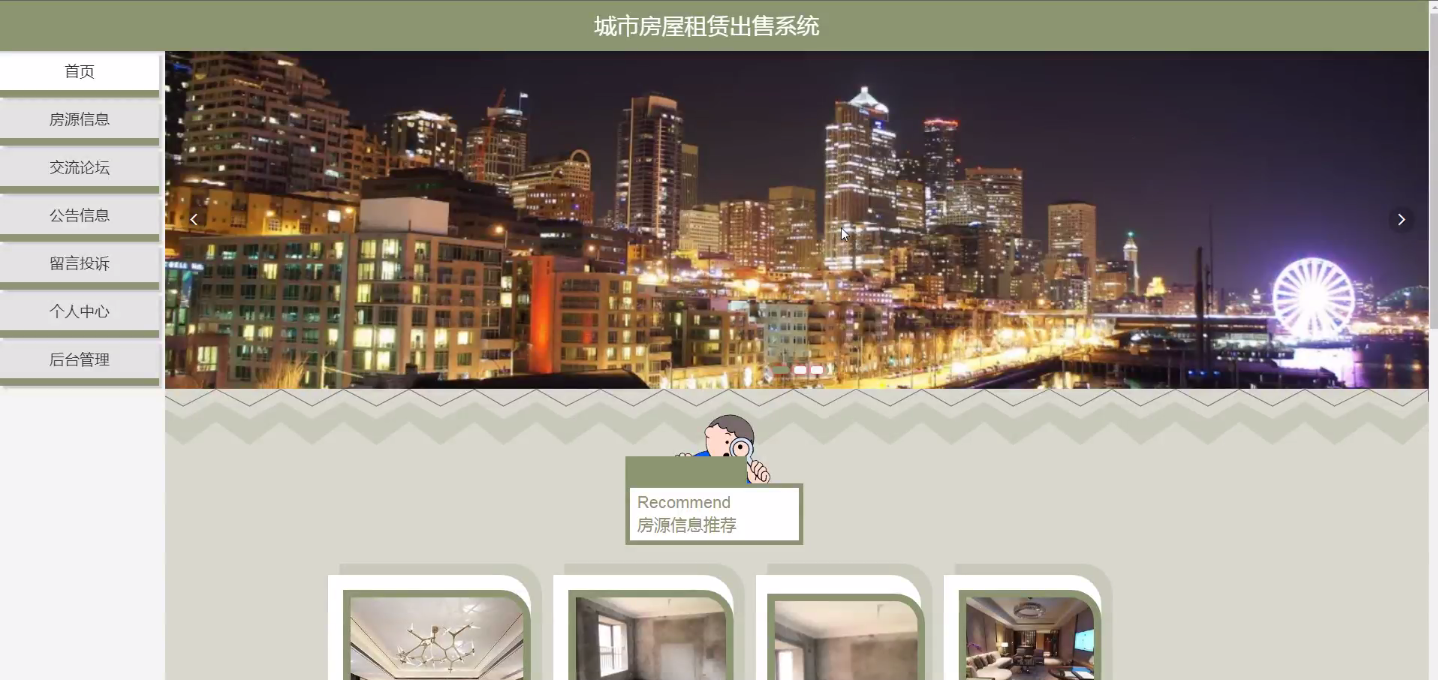 城市房屋租赁出售系统
首页
房源信息
交流论坛
公告信息
留言投诉
个人中心
后台管理
Recommend
房源信息推荐